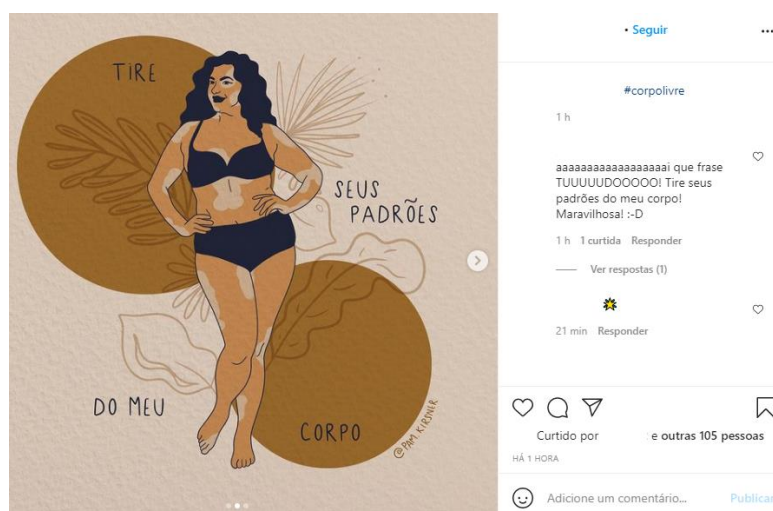 TIRE
SEUS
PADRÕES
DO MEU
CORPO
@PAM.KIRSNER
• Seguir
#corpolivre
1 h
aaaaaaaaaaaaaaaaaai que frase
TUUUUUDOOOOO! Tire seus
padrões do meu corpo!
Maravilhosa! :-D
1 h 1 curtida Responder
Ver respostas (1)
21 min Responder
Curtido por e outras 105 pessoas
HÁ 1 HORA
Adicione um comentário... Publicar